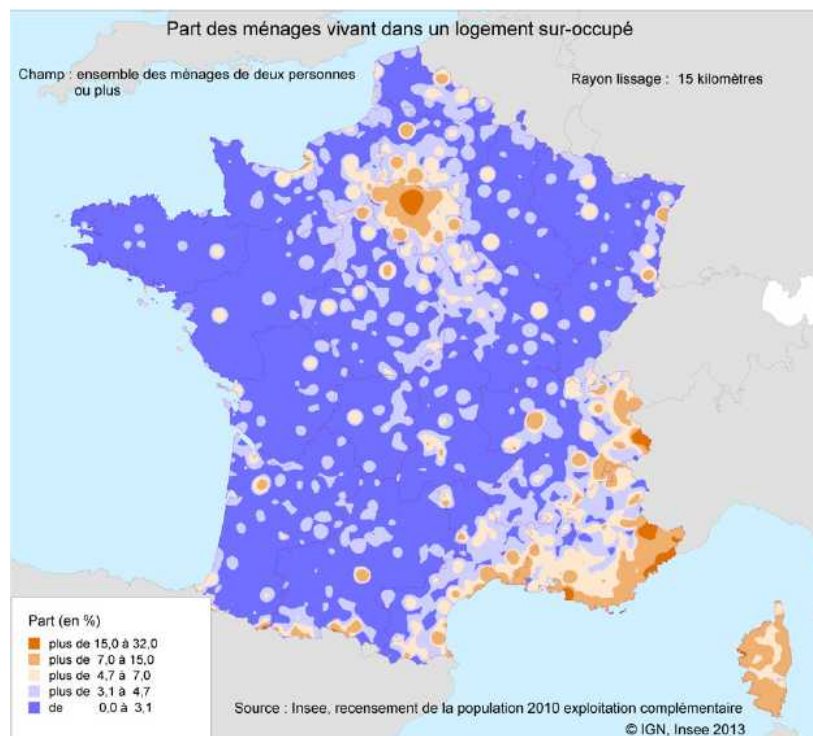 Part des ménages vivant dans un logement sur-occupé
Champ : ensemble des ménages de deux personnes
ou plus
Rayon lissage : 15 kilomètres
Part (en %)
plus de 15,0 à 32,0
plus de 7,0 à 15,0
plus de 4,7 à 7,0
plus de 3,1 à 4,7
de 0,0 à 3,1
Source : Insee, recensement de la population 2010 exploitation complémentaire
© IGN, Insee 2013